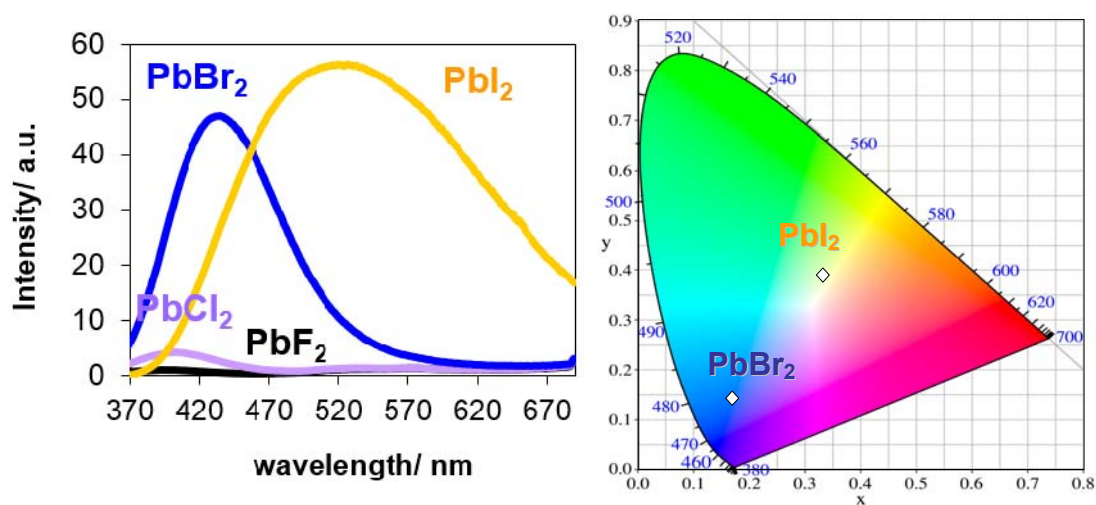 60
50
40
30
20
10
0
Intensity/ a.u.
PbBr₂
PbI₂
PbCl₂
PbF₂
370 420 470 520 570 620 670
wavelength/ nm
0.9
0.8
0.7
0.6
0.5
y
0.4
0.3
0.2
0.1
0.0
520
540
560
500
580
PbI₂
600
620
490
700
PbBr₂
480
470
460
380
0.0 0.1 0.2 0.3 0.4 0.5 0.6 0.7 0.8
x